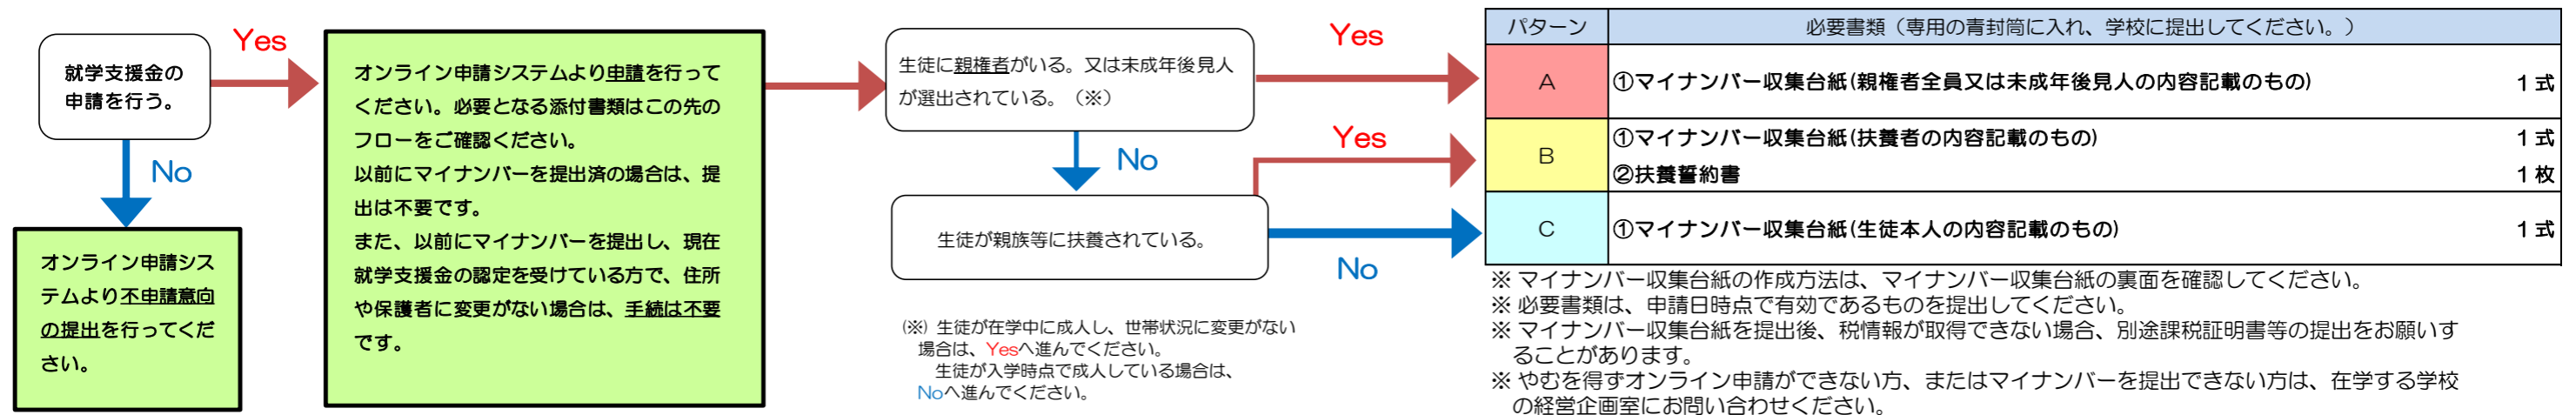 就学支援金の
申請を行う。
Yes
No
オンライン申請シス
テムより不申請意向
の提出を行ってくだ
さい。
オンライン申請システムより申請を行って
ください。必要となる添付書類はこの先の
フローをご確認ください。
以前にマイナンバーを提出済の場合は、提
出は不要です。
また、以前にマイナンバーを提出し、現在
就学支援金の認定を受けている方で、住所
や保護者に変更がない場合は、手続は不要
です。
生徒に親権者がいる。又は未成年後見人
が選出されている。（※）
Yes
No
生徒が親族等に扶養されている。
Yes
No
(※) 生徒が在学中に成人し、世帯状況に変更がない
場合は、Yesへ進んでください。
生徒が入学時点で成人している場合は、
Noへ進んでください。
パターン 必要書類（専用の青封筒に入れ、学校に提出してください。）
A ①マイナンバー収集台紙(親権者全員又は未成年後見人の内容記載のもの) 1式
B ①マイナンバー収集台紙(扶養者の内容記載のもの) 1式
②扶養誓約書 1枚
C ①マイナンバー収集台紙(生徒本人の内容記載のもの) 1式
※ マイナンバー収集台紙の作成方法は、マイナンバー収集台紙の裏面を確認してください。
※ 必要書類は、申請日時点で有効であるものを提出してください。
※ マイナンバー収集台紙を提出後、税情報が取得できない場合、別途課税証明書等の提出をお願いす
ることがあります。
※ やむを得ずオンライン申請ができない方、またはマイナンバーを提出できない方は、在学する学校
の経営企画室にお問い合わせください。